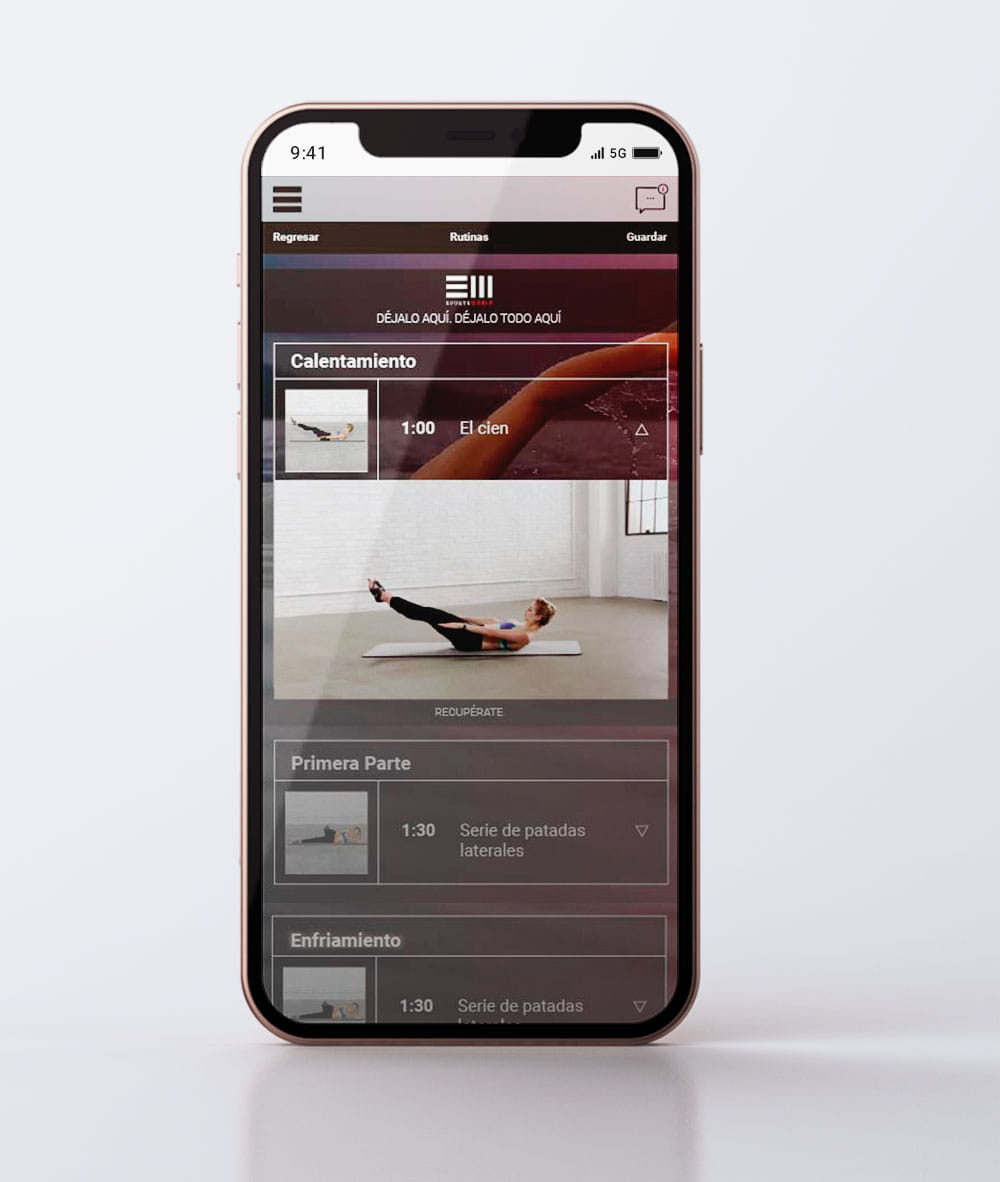 9:41
5G
Regresar
Rutinas
Guardar
SPORTS WORLD
DÉJALO AQUÍ. DÉJALO TODO AQUÍ
Calentamiento
1:00
El cien
RECUPÉRATE
Primera Parte
1:30
Serie de patadas
laterales
Enfriamiento
1:30
Serie de patadas
laterales